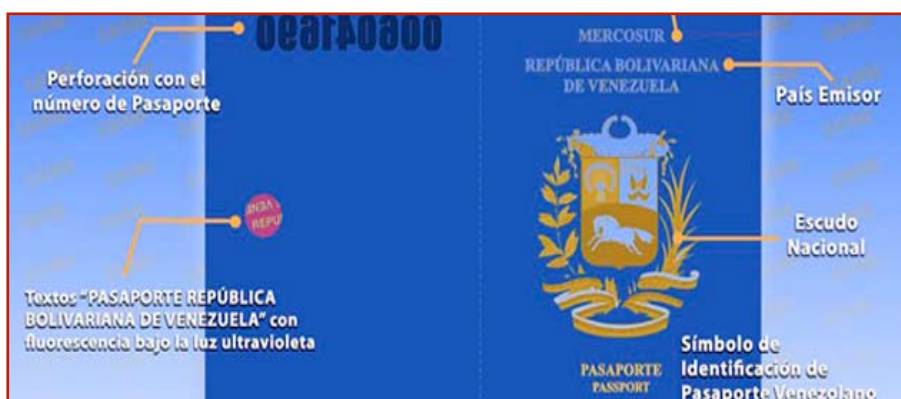 Perforación con el
número de Pasaporte
Textos "PASAPORTE REPÚBLICA
BOLIVARIANA DE VENEZUELA" con
fluorescencia bajo la luz ultravioleta
REPU
MERCOSUR
REPÚBLICA BOLIVARIANA
DE VENEZUELA
País Emisor
Escudo
Nacional
PASAPORTE
PASSPORT
Símbolo de
Identificación de
Pasaporte Venezolano